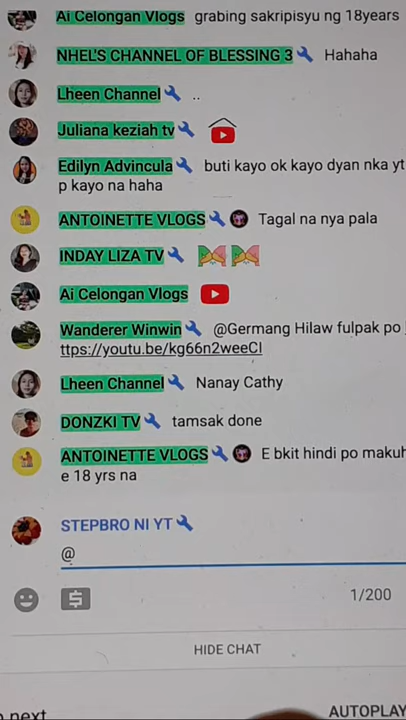 Ai Celongan Vlogs grabing sakripisyu ng 18years
NHEL'S CHANNEL OF BLESSING 3 Hahaha
Lheen Channel ..
Juliana keziah tv
Edilyn Advincula buti kayo ok kayo dyan nka yt
p kayo na haha
ANTOINETTE VLOGS Tagal na nya pala
INDAY LIZA TV
Ai Celongan Vlogs
Wanderer Winwin @Germang Hilaw fulpak po
ttps://youtu.be/kg66n2weeCI
Lheen Channel Nanay Cathy
DONZKI TV tamsak done
ANTOINETTE VLOGS E bkit hindi po makuh
e 18 yrs na
STEPBRO NI YT
@
1/200
HIDE CHAT
next
AUTOPLAY